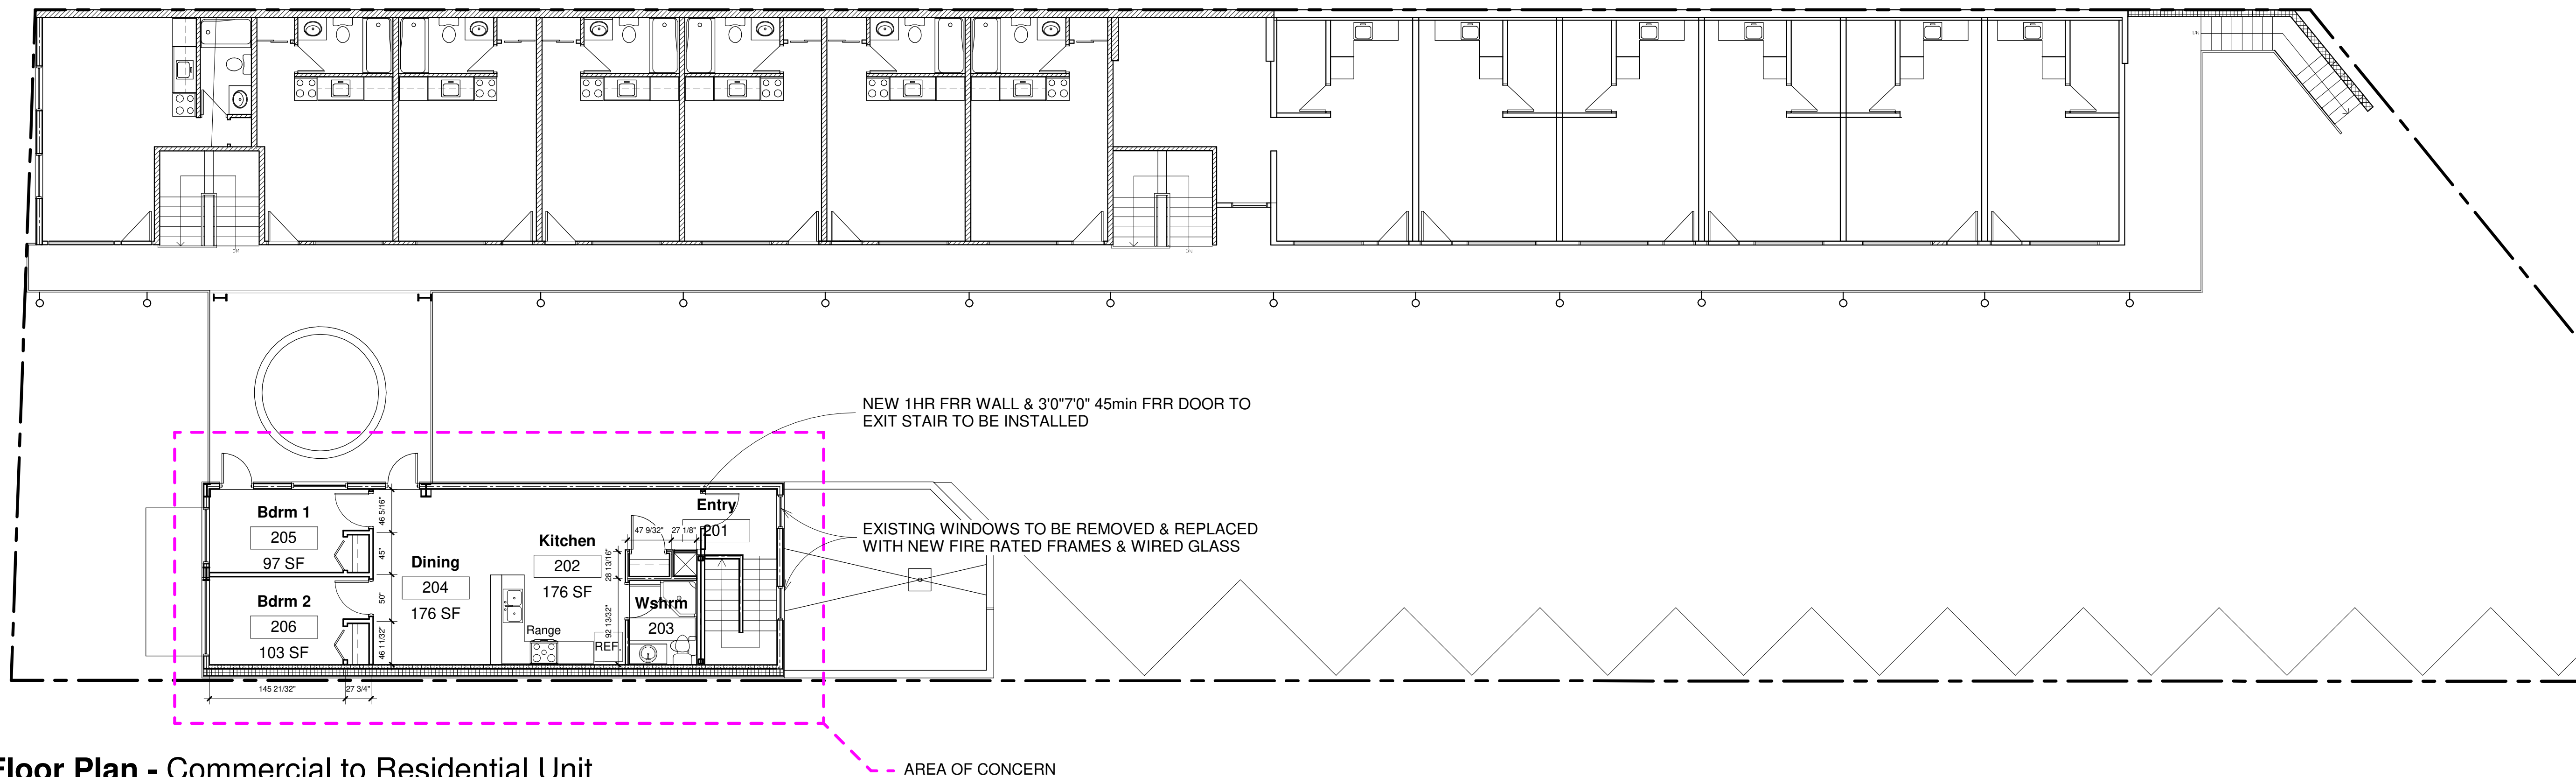 NEW 1HR FRR WALL & 3'0"7'0" 45min FRR DOOR TO
EXIT STAIR TO BE INSTALLED
EXISTING WINDOWS TO BE REMOVED & REPLACED
WITH NEW FIRE RATED FRAMES & WIRED GLASS
Bdrm 1
205
97 SF
Bdrm 2
206
103 SF
46 5/16"
45"
50"
46 11/32"
Dining
204
176 SF
Kitchen
202
176 SF
Range
REF.
47 9/32"
27 1/8"
28 13/16"
92 13/32"
Entry
201
Wshrm
203
145 21/32"
27 3/4"
Floor Plan - Commercial to Residential Unit
AREA OF CONCERN